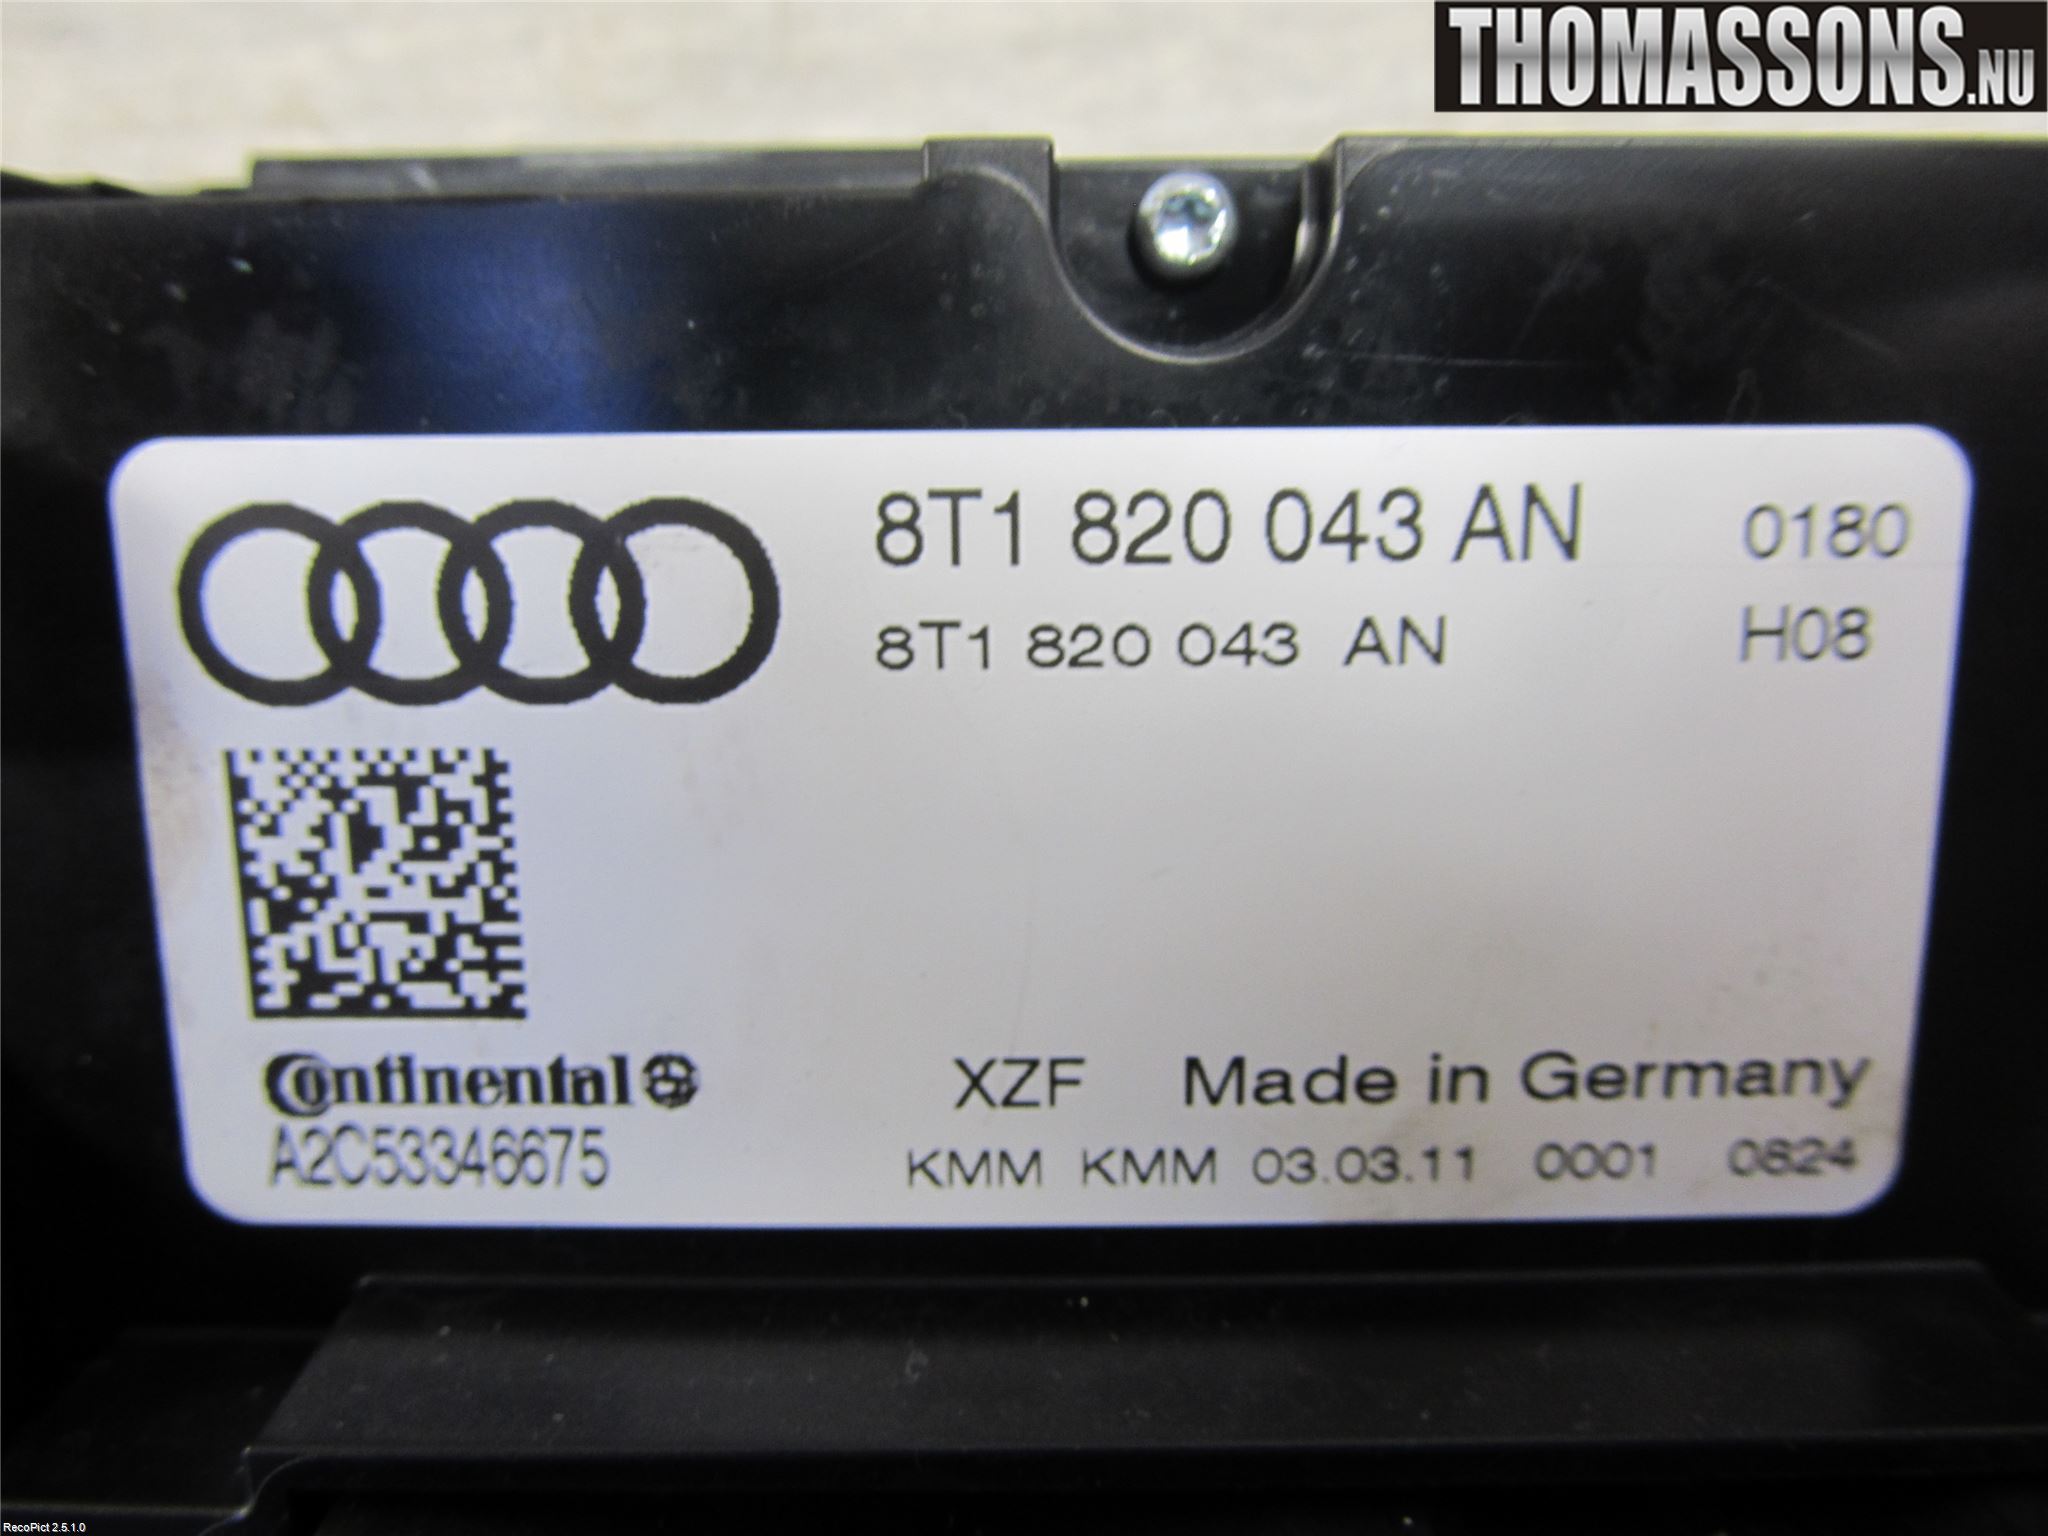 THOMASSONS.NU
8T1 820 043 AN 0180
8T1 820 043 AN H08
Continental
XZF Made in Germany
A2C53346675
KMM KMM 03.03.11 0001 0624
RecoPict 2.5.1.0